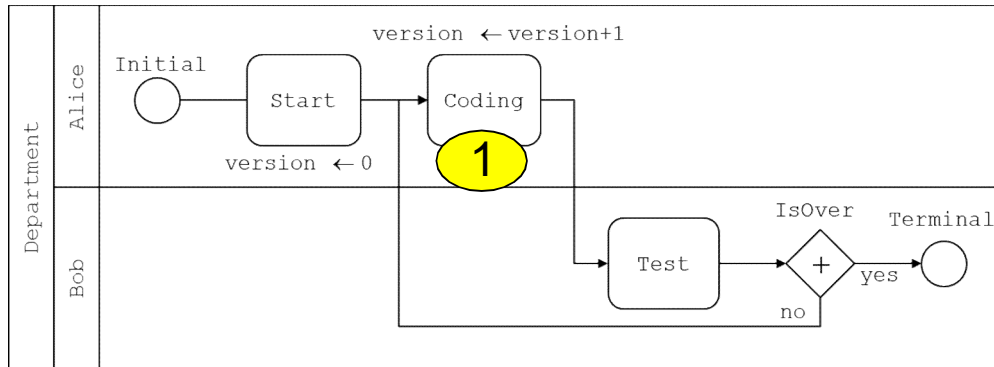 Department
Alice
Initial
Start
version ← 0
version ← version+1
Coding
1
Bob
Test
IsOver
+
yes
no
Terminal